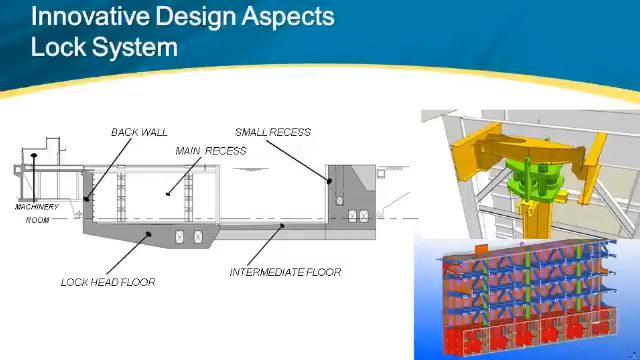 Innovative Design Aspects
Lock System
BACK WALL
SMALL RECESS
MAIN RECESS
MACHINERY
ROOM
LOCK HEAD FLOOR
INTERMEDIATE FLOOR